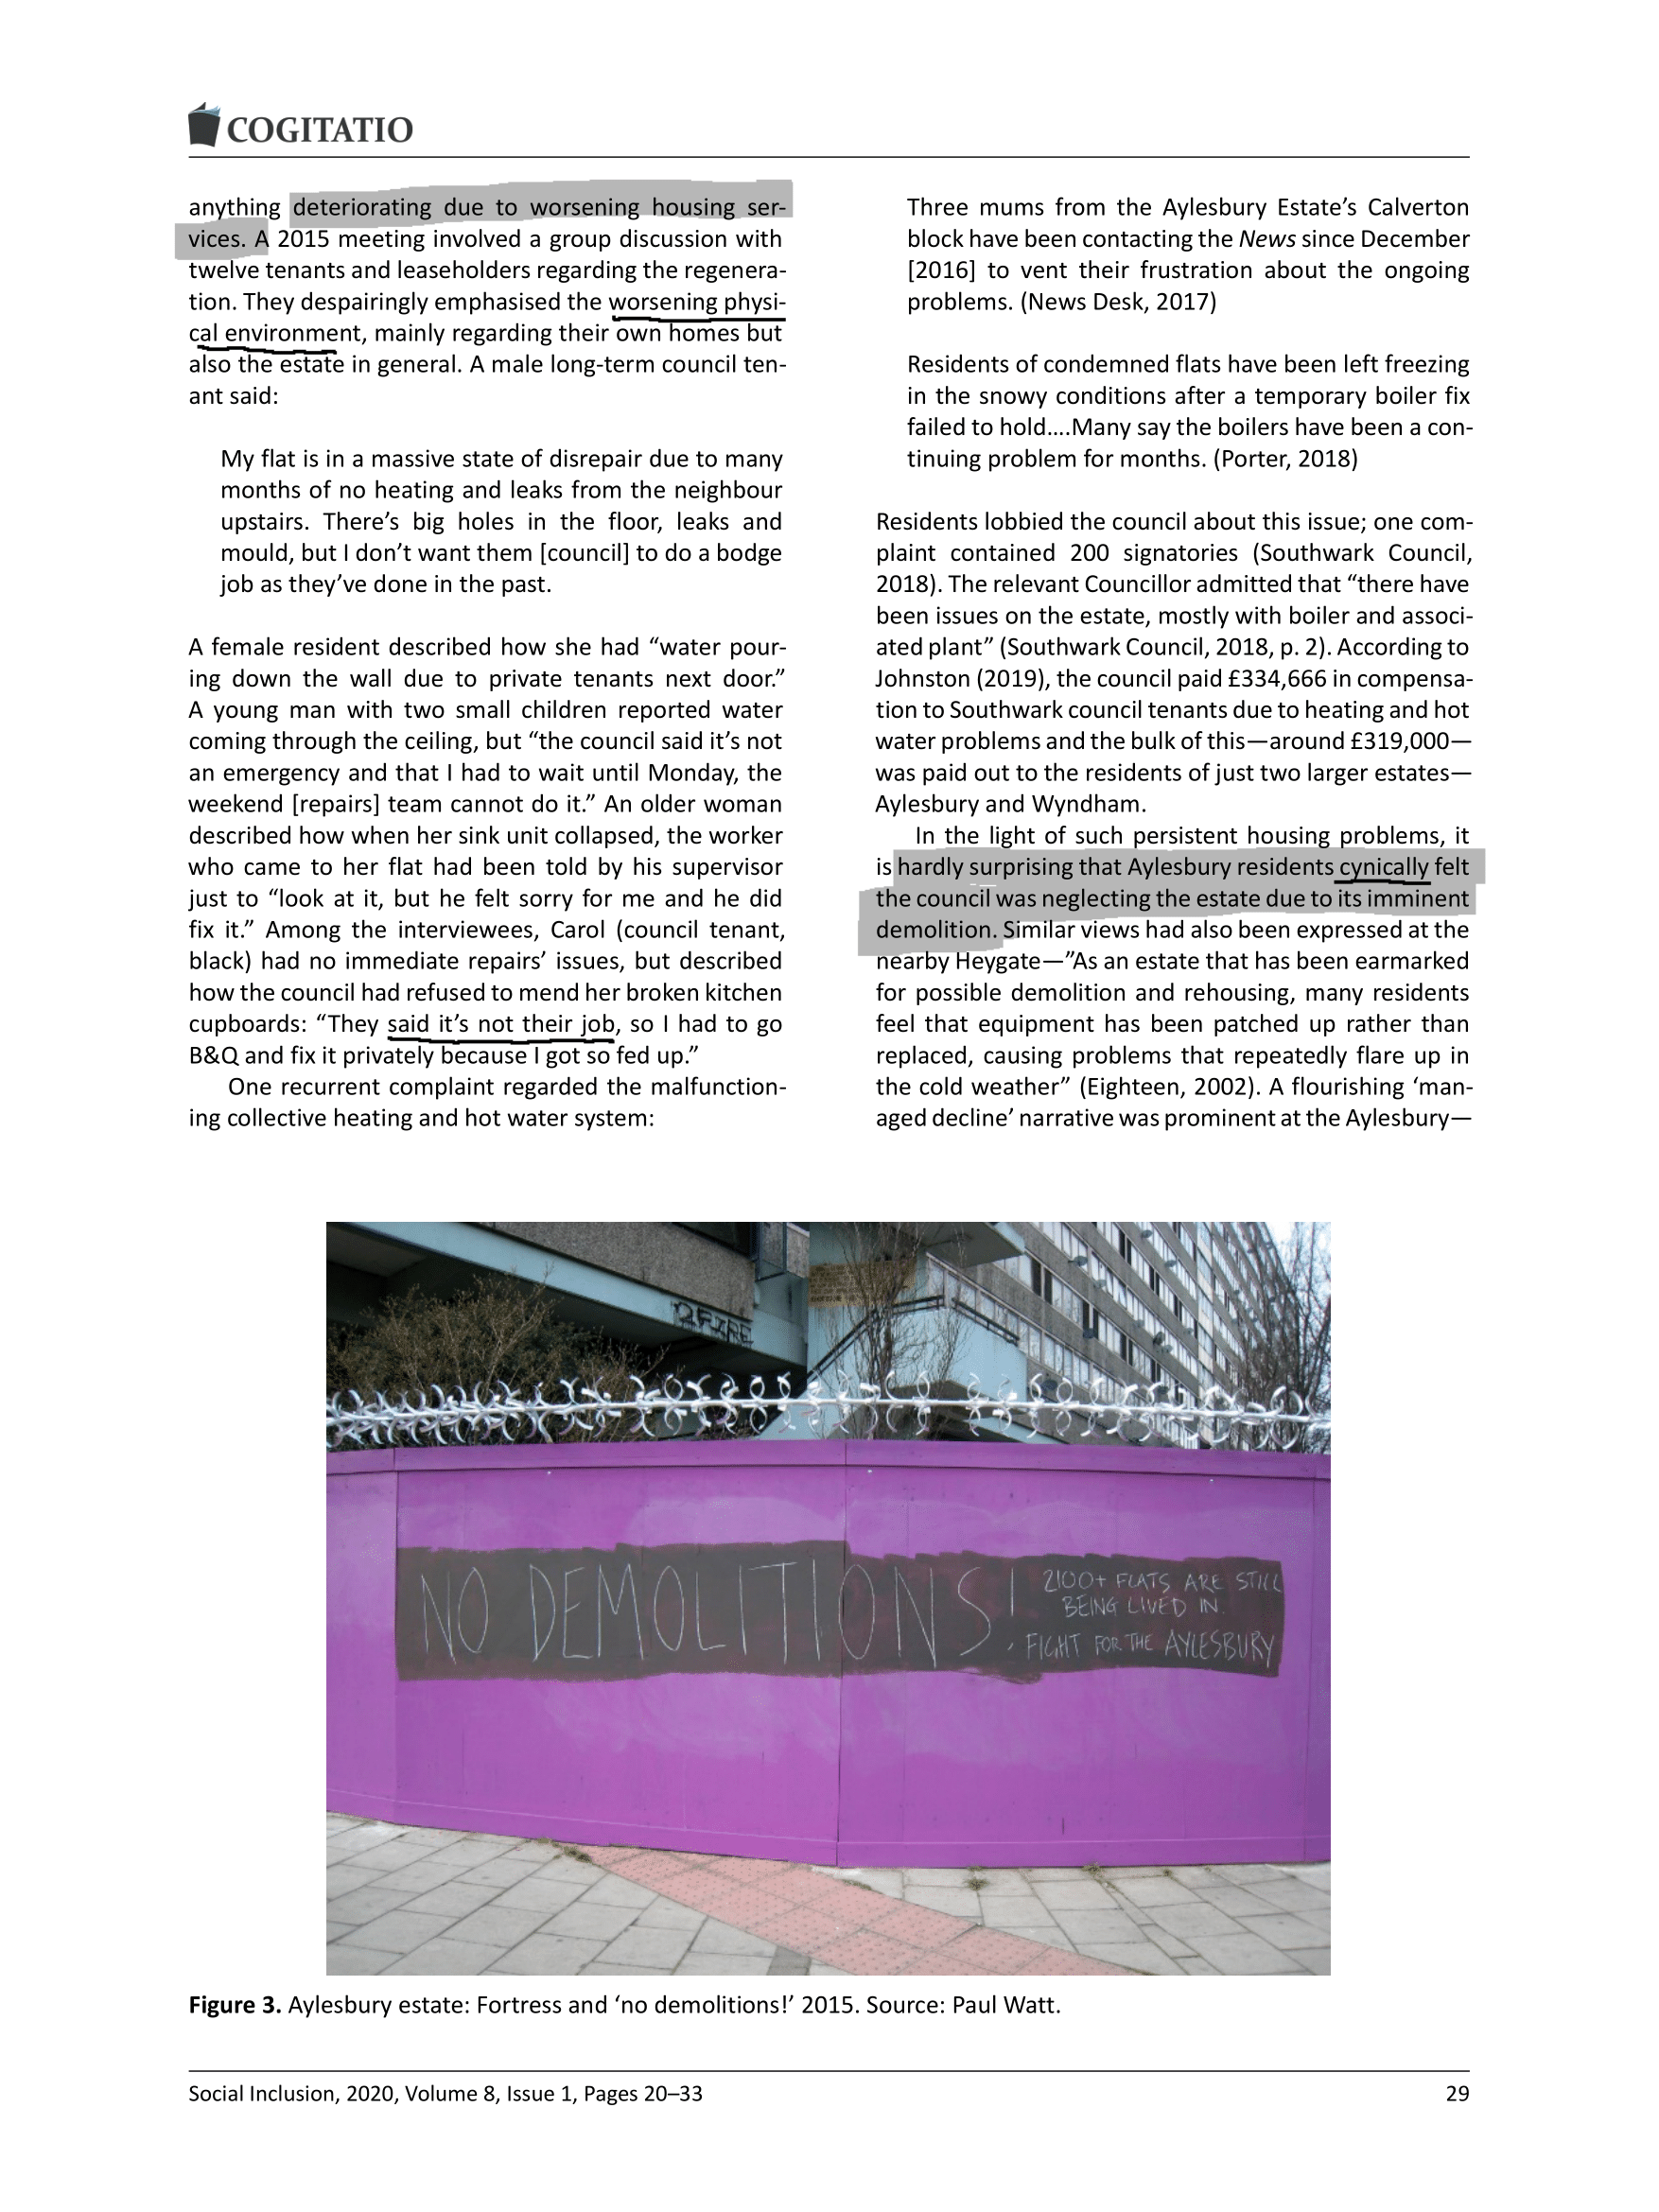 COGITATIO
anything deteriorating due to worsening housing ser-
vices. A 2015 meeting involved a group discussion with
twelve tenants and leaseholders regarding the regenera-
tion. They despairingly emphasised the worsening physi-
cal environment, mainly regarding their own homes but
also the estate in general. A male long-term council ten-
ant said:
My flat is in a massive state of disrepair due to many
months of no heating and leaks from the neighbour
upstairs. There’s big holes in the floor, leaks and
mould, but I don’t want them [council] to do a bodge
job as they’ve done in the past.
A female resident described how she had “water pour-
ing down the wall due to private tenants next door.”
A young man with two small children reported water
coming through the ceiling, but “the council said it’s not
an emergency and that I had to wait until Monday, the
weekend [repairs] team cannot do it.” An older woman
described how when her sink unit collapsed, the worker
who came to her flat had been told by his supervisor
just to “look at it, but he felt sorry for me and he did
fix it.” Among the interviewees, Carol (council tenant,
black) had no immediate repairs’ issues, but described
how the council had refused to mend her broken kitchen
cupboards: “They said it’s not their job, so I had to go
B&Q and fix it privately because I got so fed up.”
One recurrent complaint regarded the malfunction-
ing collective heating and hot water system:
Three mums from the Aylesbury Estate’s Calverton
block have been contacting the News since December
[2016] to vent their frustration about the ongoing
problems. (News Desk, 2017)
Residents of condemned flats have been left freezing
in the snowy conditions after a temporary boiler fix
failed to hold….Many say the boilers have been a con-
tinuing problem for months. (Porter, 2018)
Residents lobbied the council about this issue; one com-
plaint contained 200 signatories (Southwark Council,
2018). The relevant Councillor admitted that “there have
been issues on the estate, mostly with boiler and associ-
ated plant” (Southwark Council, 2018, p. 2). According to
Johnston (2019), the council paid £334,666 in compensa-
tion to Southwark council tenants due to heating and hot
water problems and the bulk of this—around £319,000—
was paid out to the residents of just two larger estates—
Aylesbury and Wyndham.
In the light of such persistent housing problems, it
is hardly surprising that Aylesbury residents cynically felt
the council was neglecting the estate due to its imminent
demolition. Similar views had also been expressed at the
nearby Heygate—”As an estate that has been earmarked
for possible demolition and rehousing, many residents
feel that equipment has been patched up rather than
replaced, causing problems that repeatedly flare up in
the cold weather” (Eighteen, 2002). A flourishing ‘man-
aged decline’ narrative was prominent at the Aylesbury—
NO DEMOLITIONS!
2100+ FLATS ARE STILL
BEING LIVED IN.
FIGHT FOR THE AYLESBURY
Figure 3. Aylesbury estate: Fortress and ‘no demolitions!’ 2015. Source: Paul Watt.
Social Inclusion, 2020, Volume 8, Issue 1, Pages 20–33
29